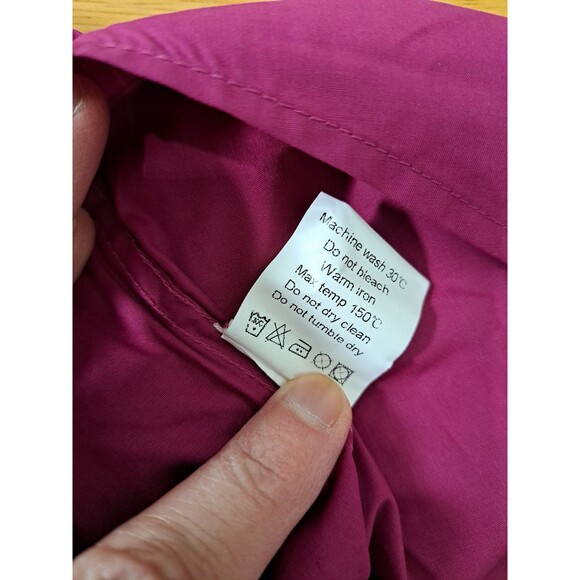 Machine wash 30℃
Do not bleach
Warm iron
Max temp 150℃
Do not dry clean
Do not tumble dry
30C